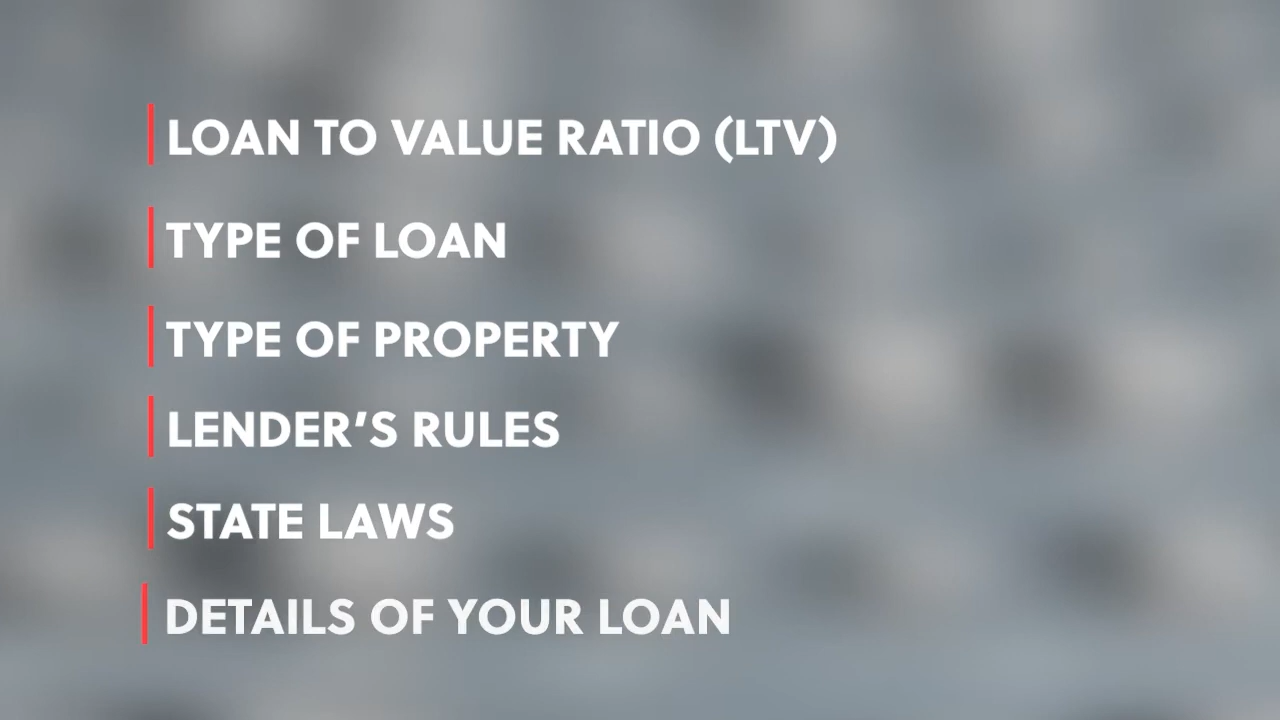 LOAN TO VALUE RATIO (LTV)
TYPE OF LOAN
TYPE OF PROPERTY
LENDER’S RULES
STATE LAWS
DETAILS OF YOUR LOAN